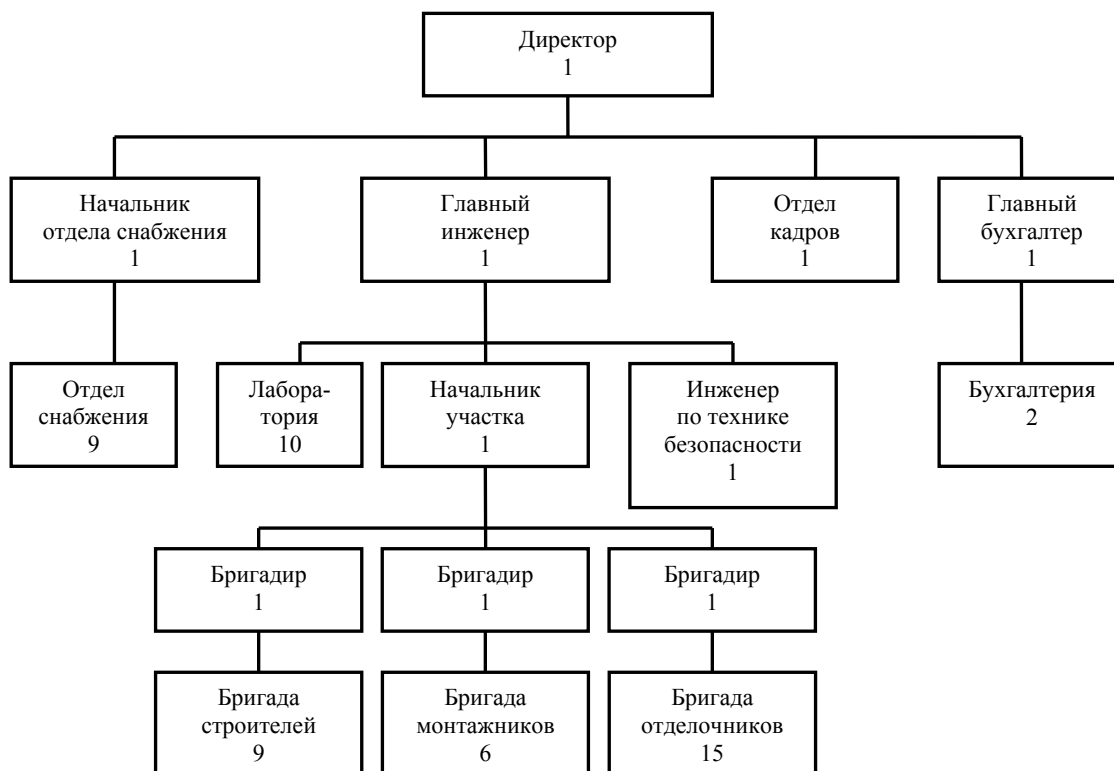 Директор
1
Начальник
отдела снабжения
1
Главный
инженер
1
Отдел
кадров
1
Главный
бухгалтер
1
Отдел
снабжения
9
Лабора-
тория
10
Начальник
участка
1
Инженер
по технике
безопасности
1
Бухгалтерия
2
Бригадир
1
Бригадир
1
Бригадир
1
Бригада
строителей
9
Бригада
монтажников
6
Бригада
отделочников
15